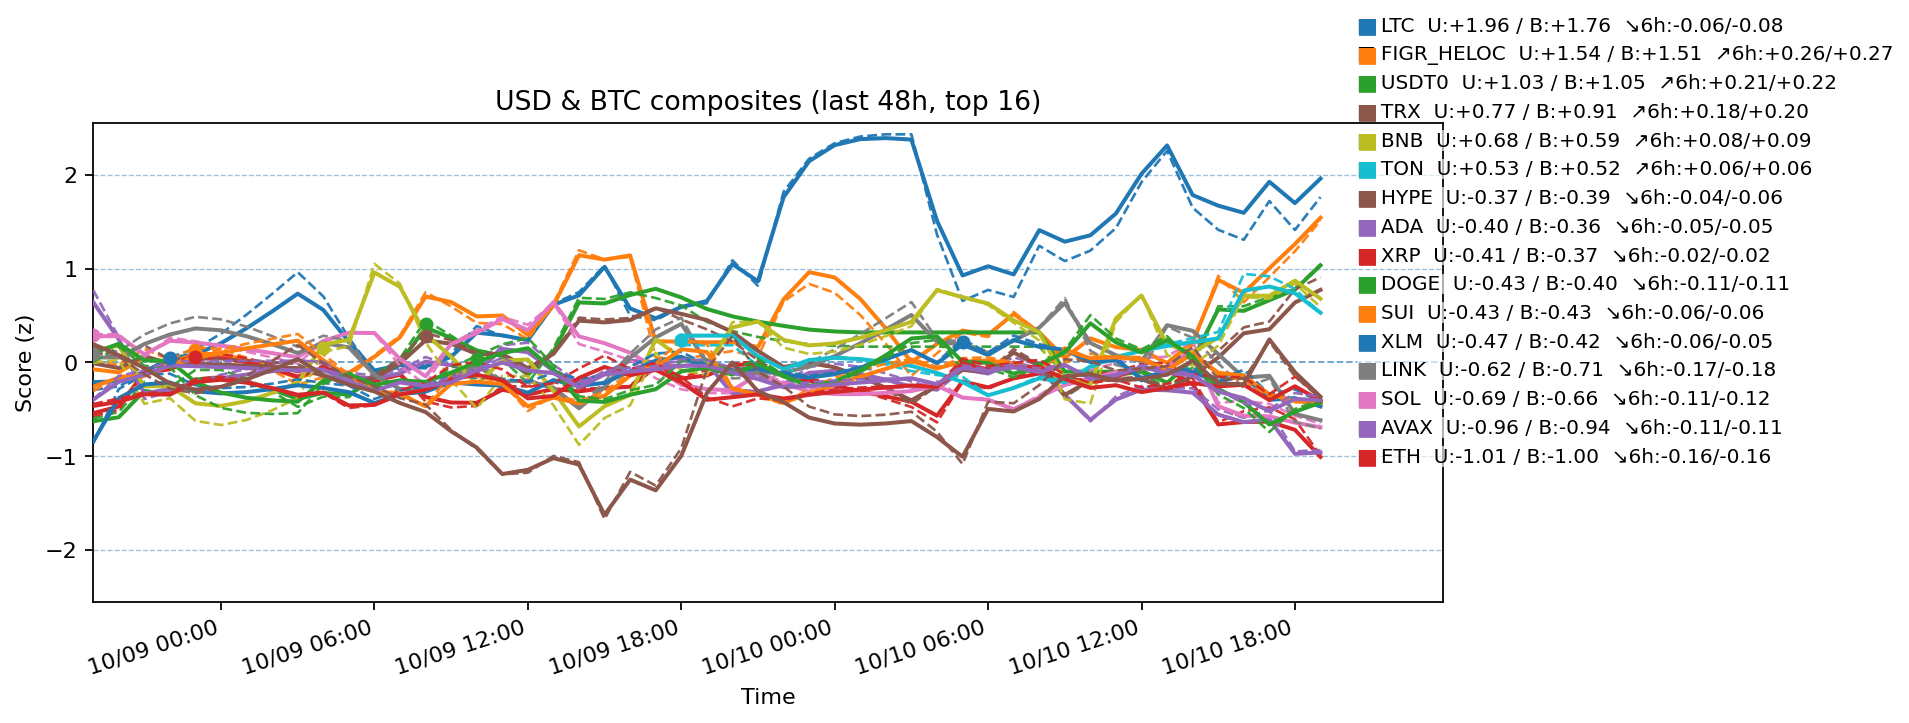 LTC U:+1.96 / B:+1.76 ↘6h:-0.06/-0.08
FIGR_HELOC U:+1.54 / B:+1.51 ↗6h:+0.26/+0.27
USDT0 U:+1.03 / B:+1.05 ↗6h:+0.21/+0.22
TRX U:+0.77 / B:+0.91 ↗6h:+0.18/+0.20
BNB U:+0.68 / B:+0.59 ↗6h:+0.08/+0.09
TON U:+0.53 / B:+0.52 ↗6h:+0.06/+0.06
HYPE U:-0.37 / B:-0.39 ↘6h:-0.04/-0.06
ADA U:-0.40 / B:-0.36 ↘6h:-0.05/-0.05
XRP U:-0.41 / B:-0.37 ↘6h:-0.02/-0.02
DOGE U:-0.43 / B:-0.40 ↘6h:-0.11/-0.11
SUI U:-0.43 / B:-0.43 ↘6h:-0.06/-0.06
XLM U:-0.47 / B:-0.42 ↘6h:-0.06/-0.05
LINK U:-0.62 / B:-0.71 ↘6h:-0.17/-0.18
SOL U:-0.69 / B:-0.66 ↘6h:-0.11/-0.12
AVAX U:-0.96 / B:-0.94 ↘6h:-0.11/-0.11
ETH U:-1.01 / B:-1.00 ↘6h:-0.16/-0.16
USD & BTC composites (last 48h, top 16)
Score (z)
2
1
0
−1
−2
10/09 00:00
10/09 06:00
10/09 12:00
10/09 18:00
10/10 00:00
10/10 06:00
10/10 12:00
10/10 18:00
Time